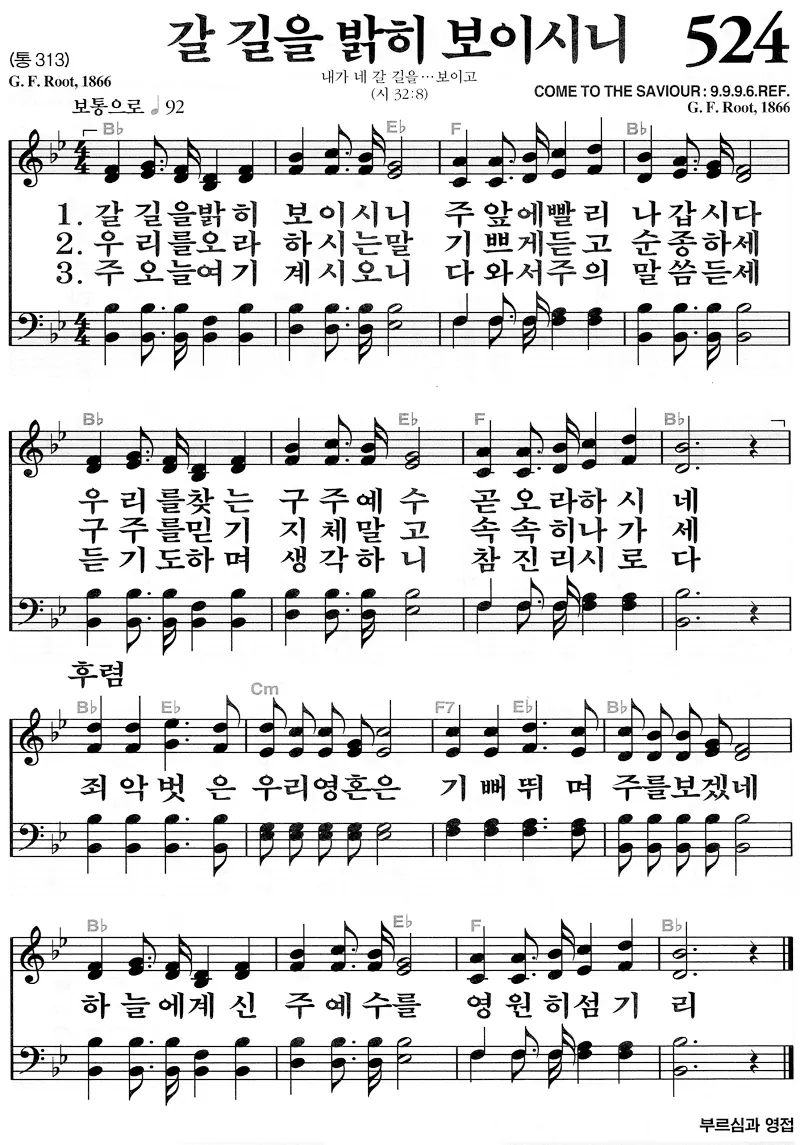 갈 길을 밝히 보이시니 524
(통 313)
G. F. Root, 1866
내가 네 갈 길을…보이고
(시 32:8)
COME TO THE SAVIOUR: 9.9.9.6.REF.
G. F. Root, 1866
보통으로 ♩ 92
B♭ E♭ F B♭
1. 갈 길을밝히 보이시니 주 앞에빨리 나갑시다
2. 우리를오라 하시는말 기쁘게듣고 순종하세
3. 주 오늘여기 계시오니 다 와서주의 말씀듣세
B♭ E♭ F B♭
우리를찾는 구주예수 곧 오라하시네
구주를믿기 지체말고 속속히나가세
듣기도하며 생각하니 참 진리시로다
후렴
B♭ E♭ Cm F7 E♭ B♭
죄악벗은 우리영혼은 기뻐뛰며 주를보겠네
B♭ E♭ F B♭
하늘에계신 주예수를 영원히섬기리
부르심과 영접